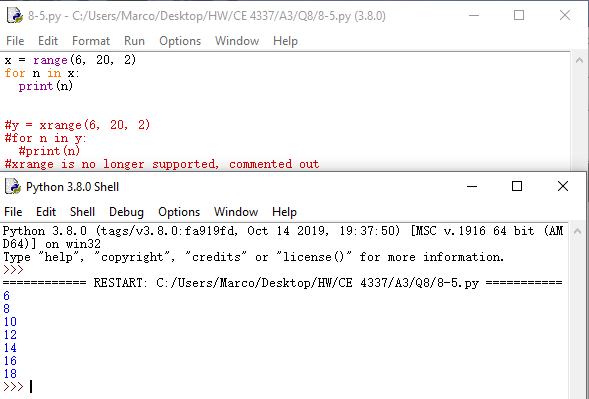 8-5.py - C:/Users/Marco/Desktop/HW/CE 4337/A3/Q8/8-5.py (3.8.0)
File Edit Format Run Options Window Help
x = range(6, 20, 2)
for n in x:
  print(n)
#y = xrange(6, 20, 2)
#for n in y:
  #print(n)
#xrange is no longer supported, commented out
Python 3.8.0 Shell
File Edit Shell Debug Options Window Help
Python 3.8.0 (tags/v3.8.0:fa919fd, Oct 14 2019, 19:37:50) [MSC v.1916 64 bit (AM
D64)] on win32
Type "help", "copyright", "credits" or "license()" for more information.
>>>
============ RESTART: C:/Users/Marco/Desktop/HW/CE 4337/A3/Q8/8-5.py ===========
6
8
10
12
14
16
18
>>>